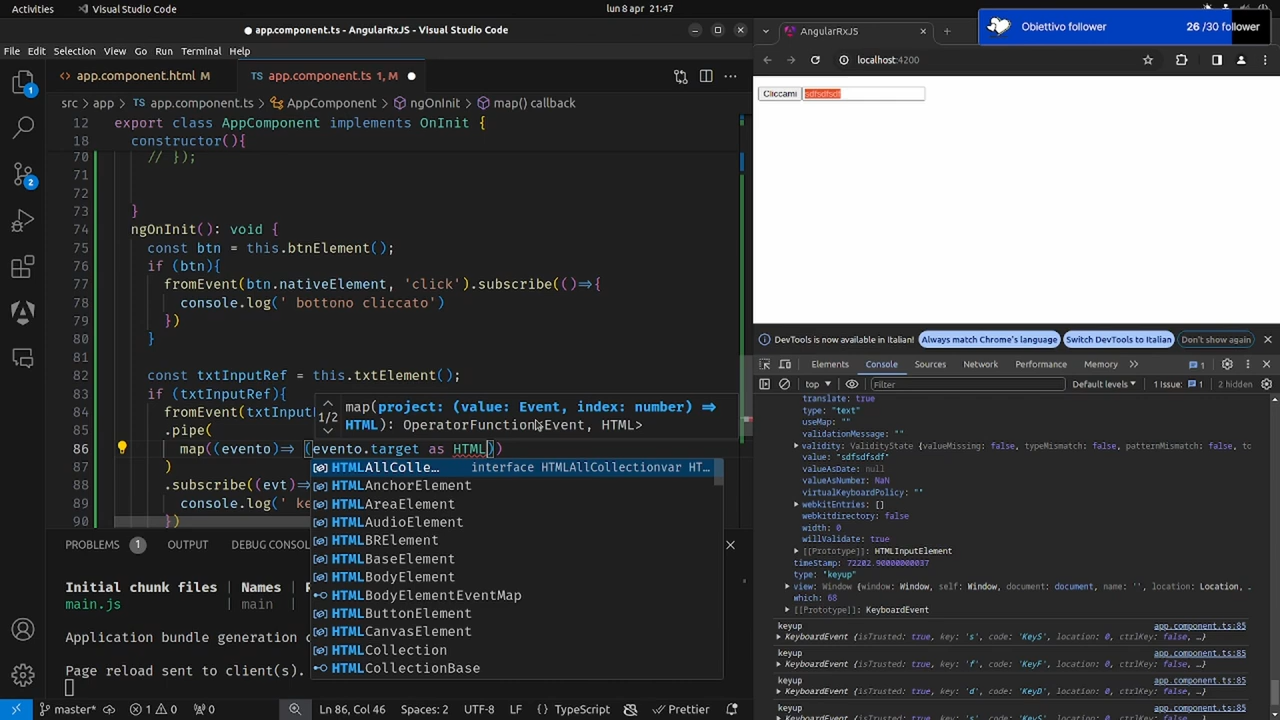 Activities
Visual Studio Code
lun 8 apr 21:47
app.component.ts - AngularRxJS - Visual Studio Code
File Edit Selection View Go Run Terminal Help
app.component.html M
TS app.component.ts 1, M
src > app.component.ts > AppComponent > ngOnInit > map() callback
12 export class AppComponent implements OnInit {
18 constructor(){
70 // });
71
72
73 }
74 ngOnInit(): void {
75 const btn = this.btnElement();
76 if (btn){
77 fromEvent(btn.nativeElement, 'click').subscribe(()=>{
78 console.log(' bottono cliccato')
79 })
80 }
81
82 const txtInputRef = this.txtElement();
83 if (txtInputRef){
84 fromEvent(txtInpu
85 .pipe(
86 map((evento)=> (evento.target as HTML))
87 )
88 .subscribe((evt)=
89 console.log(' ke
90 })
1/2
map(project: (value: Event, index: number) =>
HTML): OperatorFunction<Event, HTML>
HTMLAllColle… interface HTMLAllCollectionvar HT…
HTMLAnchorElement
HTMLAreaElement
HTMLAudioElement
HTMLBRElement
HTMLBaseElement
HTMLBodyElement
HTMLBodyElementEventMap
HTMLButtonElement
HTMLCanvasElement
HTMLCollection
HTMLCollectionBase
PROBLEMS 1 OUTPUT DEBUG CONSOL
Initial chunk files | Names |
main.js | main |
Application bundle generation c
Page reload sent to client(s).
1
2
master* 1 0 0
Ln 86, Col 46 Spaces: 2 UTF-8 LF {} TypeScript Prettier
Obiettivo follower 26 /30 follower
AngularRxJS
localhost:4200
Cliccami
sdfsdfsdf
DevTools is now available in Italian! Always match Chrome's language Switch DevTools to Italian Don't show again
Elements Console Sources Network Performance Memory 1
top Filter Default levels 1 Issue: 1 2 hidden
translate: true
type: "text"
useMap: ""
validationMessage: ""
validity: ValidityState {valueMissing: false, typeMismatch: false, patternMismatch: false, to
value: "sdfsdfsdf"
valueAsDate: null
valueAsNumber: NaN
virtualKeyboardPolicy: ""
webkitEntries: []
webkitdirectory: false
width: 0
willValidate: true
[[Prototype]]: HTMLInputElement
timeStamp: 72202.90000000037
type: "keyup"
view: Window {window: Window, self: Window, document: document, name: '', location: Location,
which: 68
[[Prototype]]: KeyboardEvent
keyup app.component.ts:85
KeyboardEvent {isTrusted: true, key: 's', code: 'KeyS', location: 0, ctrlKey: false, …}
keyup app.component.ts:85
KeyboardEvent {isTrusted: true, key: 'f', code: 'KeyF', location: 0, ctrlKey: false, …}
keyup app.component.ts:85
KeyboardEvent {isTrusted: true, key: 'd', code: 'KeyD', location: 0, ctrlKey: false, …}
keyup app.component.ts:85